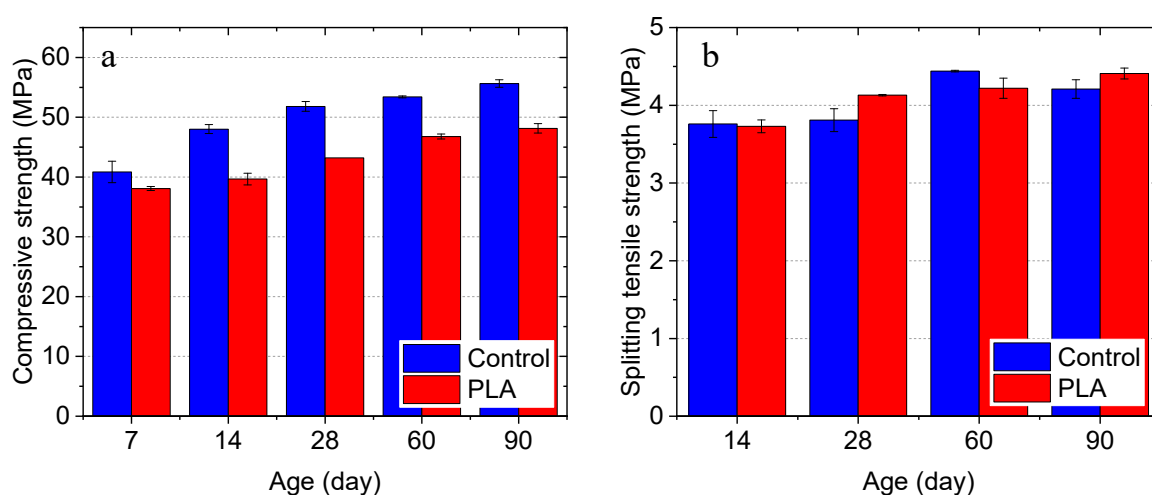 a
Compressive strength (MPa)
60
50
40
30
20
10
0
7 14 28 60 90
Age (day)
Control
PLA
b
Splitting tensile strength (MPa)
5
4
3
2
1
0
14 28 60 90
Age (day)
Control
PLA